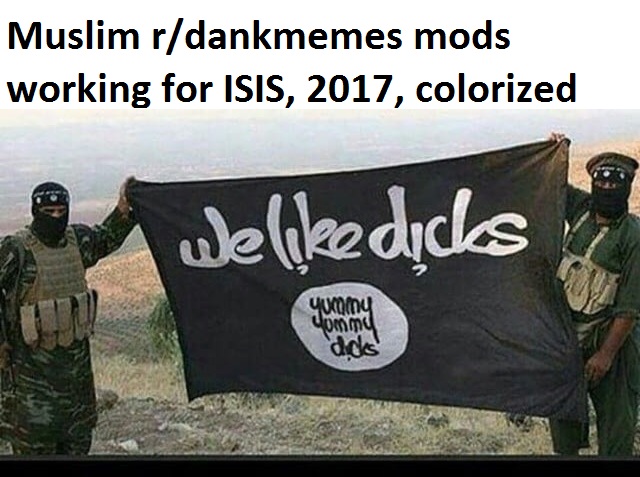 Muslim r/dankmemes mods
working for ISIS, 2017, colorized
we like dicks
yummy
yummy
dicks